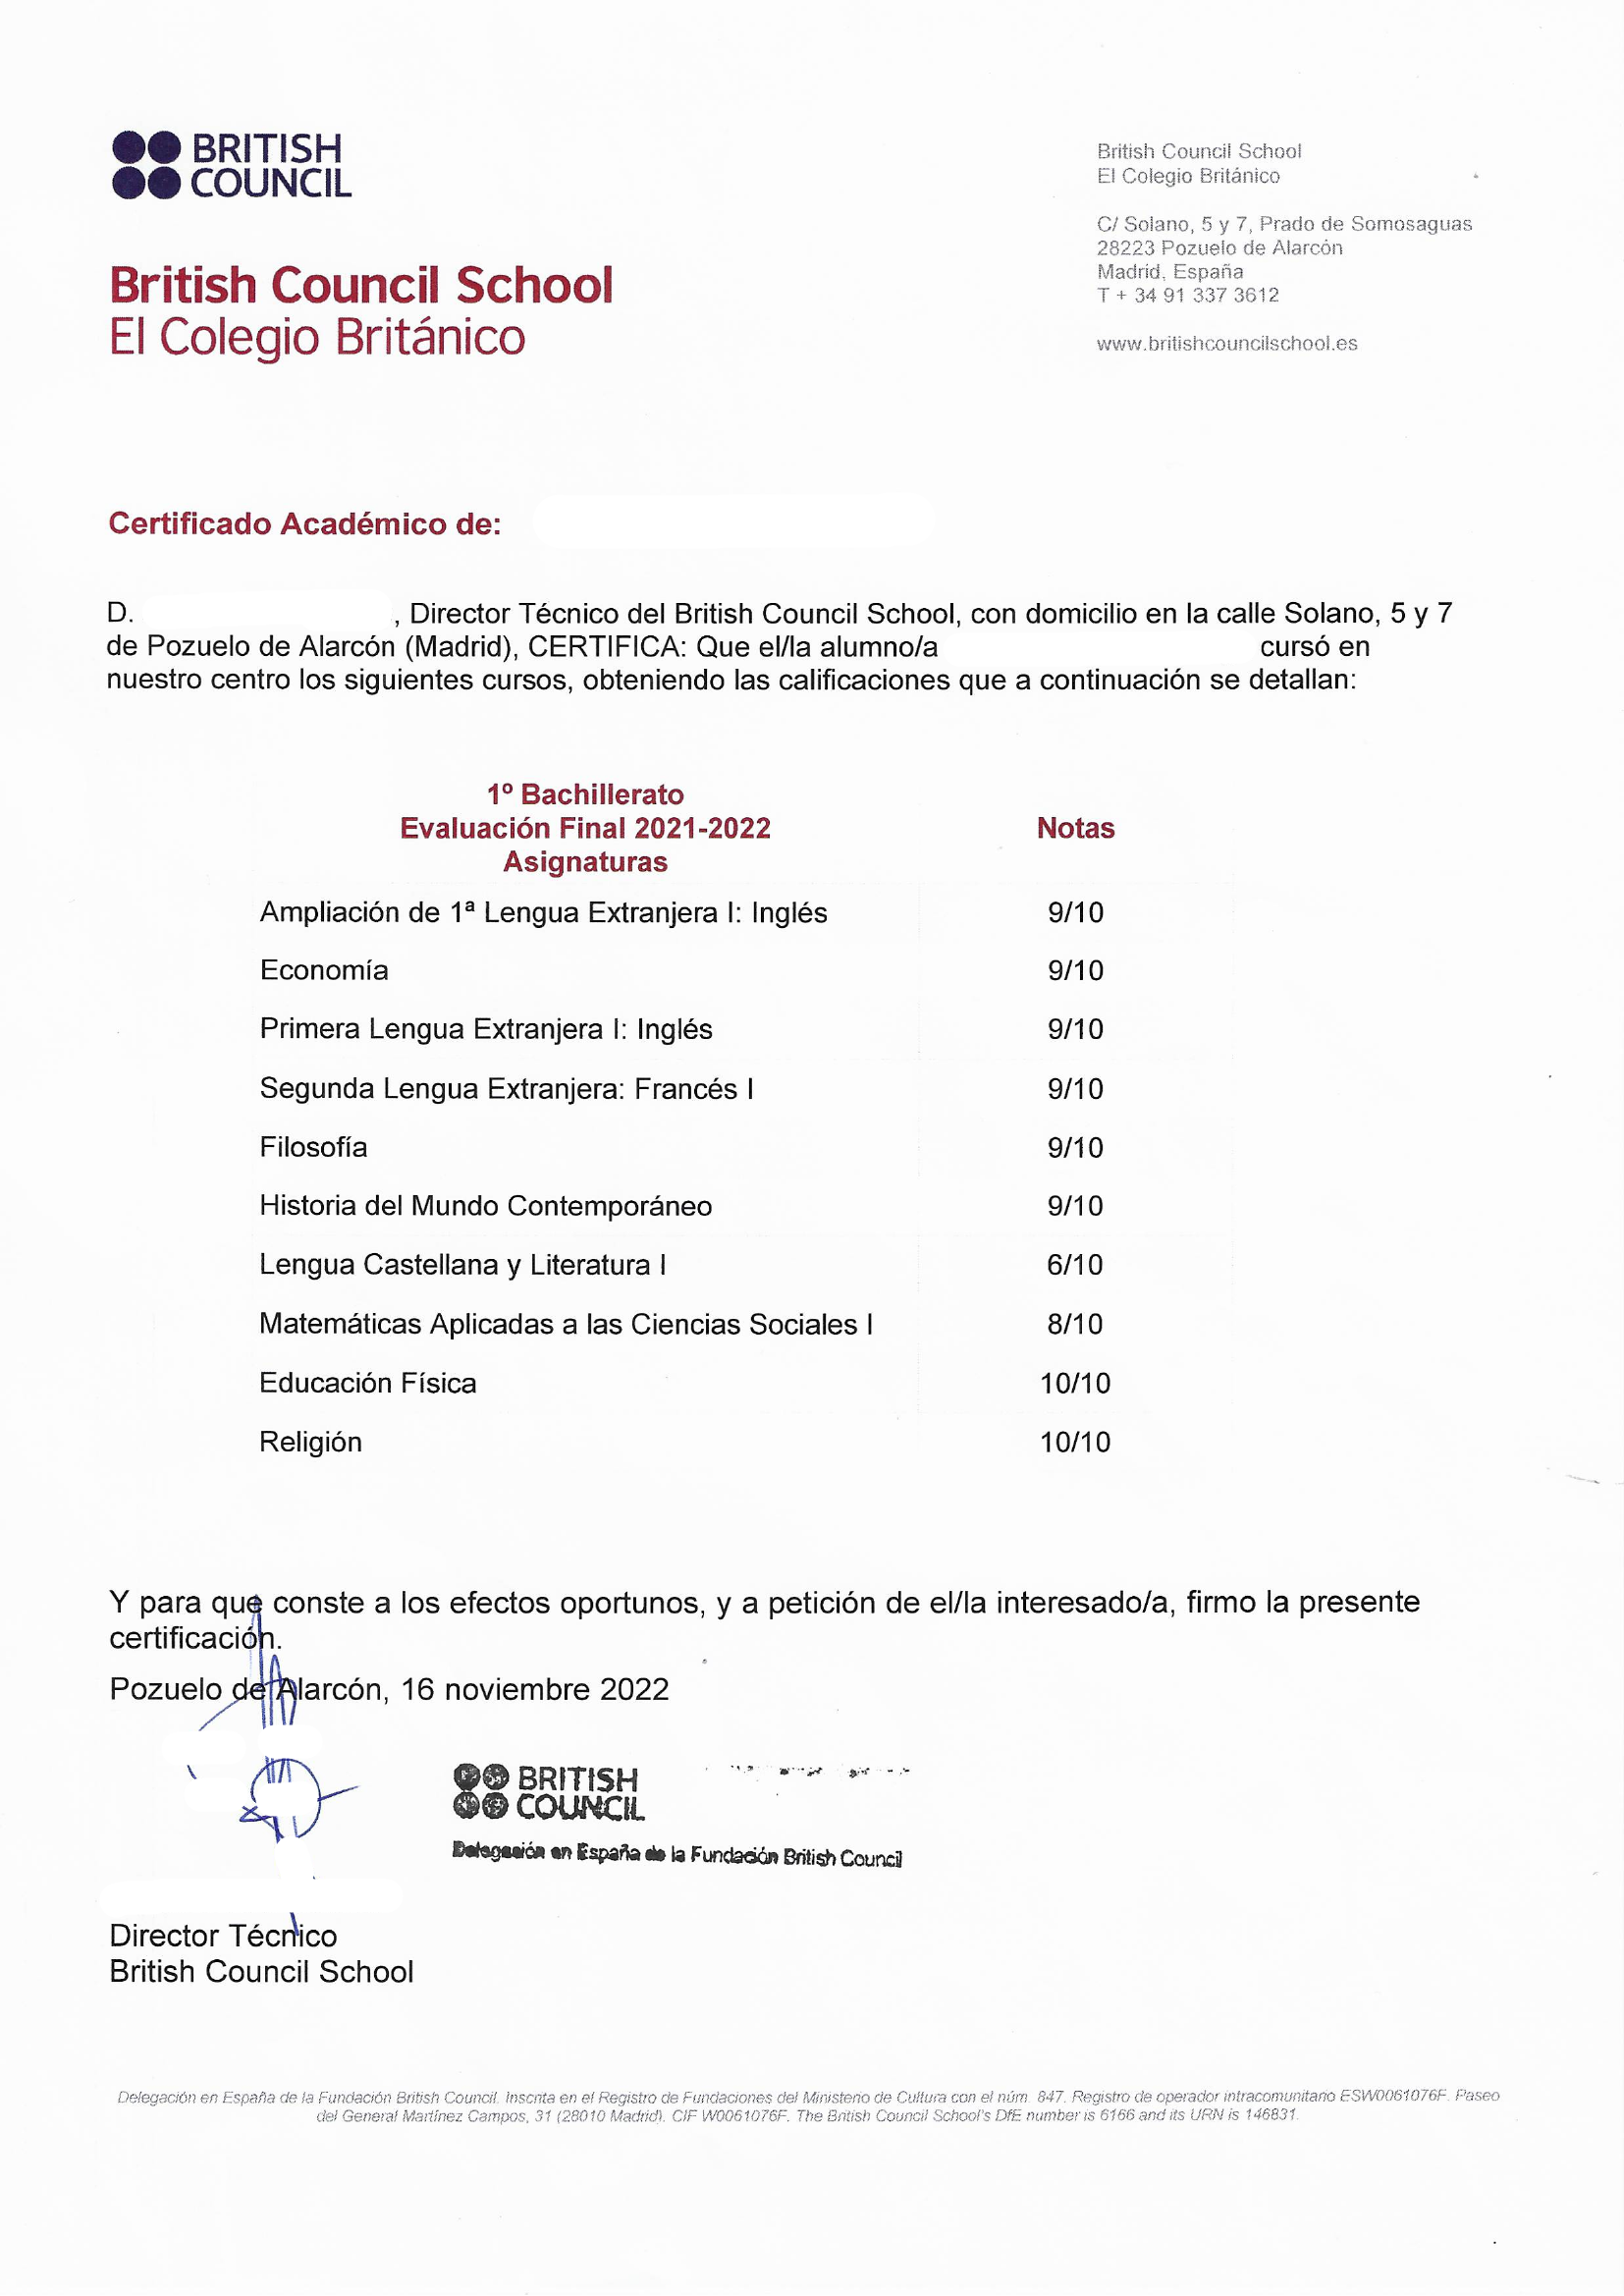 BRITISH
COUNCIL
British Council School
El Colegio Británico
British Council School
El Colegio Británico
C/ Solano, 5 y 7, Prado de Somosaguas
28223 Pozuelo de Alarcón
Madrid, España
T + 34 91 337 3612
www.britishcouncilschool.es
Certificado Académico de:
D. , Director Técnico del British Council School, con domicilio en la calle Solano, 5 y 7
de Pozuelo de Alarcón (Madrid), CERTIFICA: Que el/la alumno/a cursó en
nuestro centro los siguientes cursos, obteniendo las calificaciones que a continuación se detallan:
1º Bachillerato
Evaluación Final 2021-2022 Notas
Asignaturas
Ampliación de 1ª Lengua Extranjera I: Inglés 9/10
Economía 9/10
Primera Lengua Extranjera I: Inglés 9/10
Segunda Lengua Extranjera: Francés I 9/10
Filosofía 9/10
Historia del Mundo Contemporáneo 9/10
Lengua Castellana y Literatura I 6/10
Matemáticas Aplicadas a las Ciencias Sociales I 8/10
Educación Física 10/10
Religión 10/10
Y para que conste a los efectos oportunos, y a petición de el/la interesado/a, firmo la presente
certificación.
Pozuelo de Alarcón, 16 noviembre 2022
BRITISH
COUNCIL
Delegación en España de la Fundación British Council
Director Técnico
British Council School
Delegación en España de la Fundación British Council. Inscrita en el Registro de Fundaciones del Ministerio de Cultura con el núm. 847. Registro de operador intracomunitario ESW0061076F. Paseo
del General Martínez Campos, 31 (28010 Madrid). CIF W0061076F. The British Council School's DfE number is 6166 and its URN is 146831.